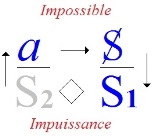 Impossible
a → $
S2 ◇ S1
Impuissance